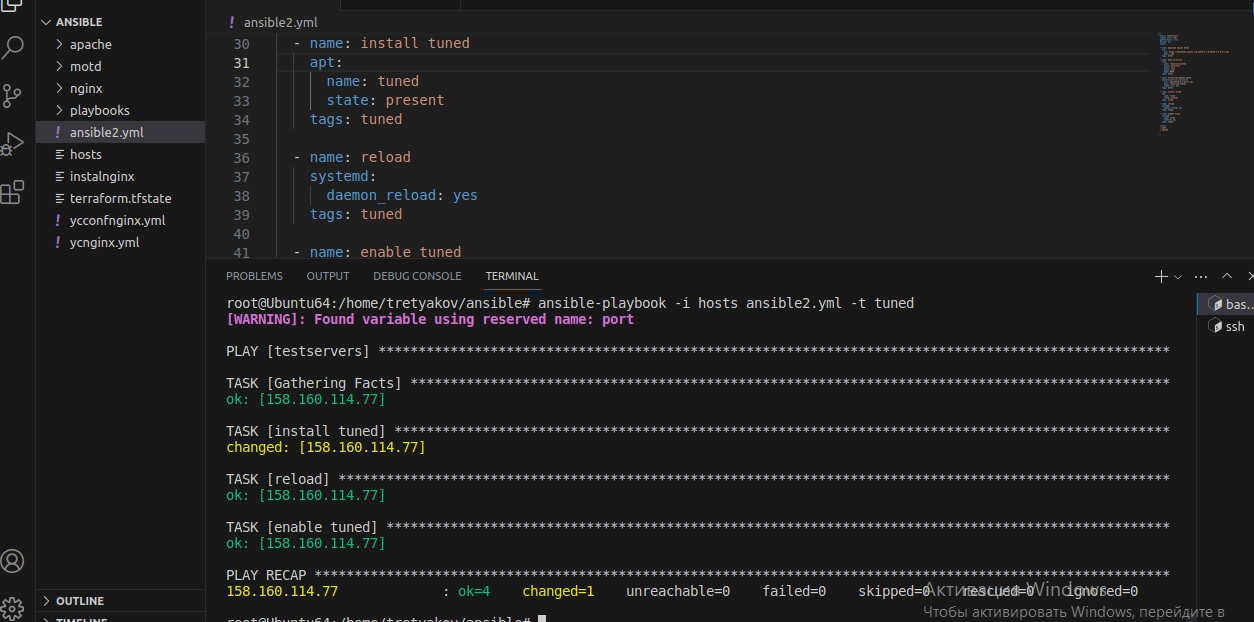 ANSIBLE
apache
motd
nginx
playbooks
! ansible2.yml
hosts
instalnginx
terraform.tfstate
! ycconfnginx.yml
! ycnginx.yml
OUTLINE
TIMELINE
! ansible2.yml
30 - name: install tuned
31 apt:
32 name: tuned
33 state: present
34 tags: tuned
35
36 - name: reload
37 systemd:
38 daemon_reload: yes
39 tags: tuned
40
41 - name: enable tuned
PROBLEMS OUTPUT DEBUG CONSOLE TERMINAL
root@Ubuntu64:/home/tretyakov/ansible# ansible-playbook -i hosts ansible2.yml -t tuned
[WARNING]: Found variable using reserved name: port
PLAY [testservers] ***************************************************************************************************
TASK [Gathering Facts] ***********************************************************************************************
ok: [158.160.114.77]
TASK [install tuned] *************************************************************************************************
changed: [158.160.114.77]
TASK [reload] ********************************************************************************************************
ok: [158.160.114.77]
TASK [enable tuned] **************************************************************************************************
ok: [158.160.114.77]
PLAY RECAP ***********************************************************************************************************
158.160.114.77 : ok=4 changed=1 unreachable=0 failed=0 skipped=0 rescued=0 ignored=0
root@Ubuntu64:/home/tretyakov/ansible#
bas...
ssh
Активация Windows
Чтобы активировать Windows, перейдите в